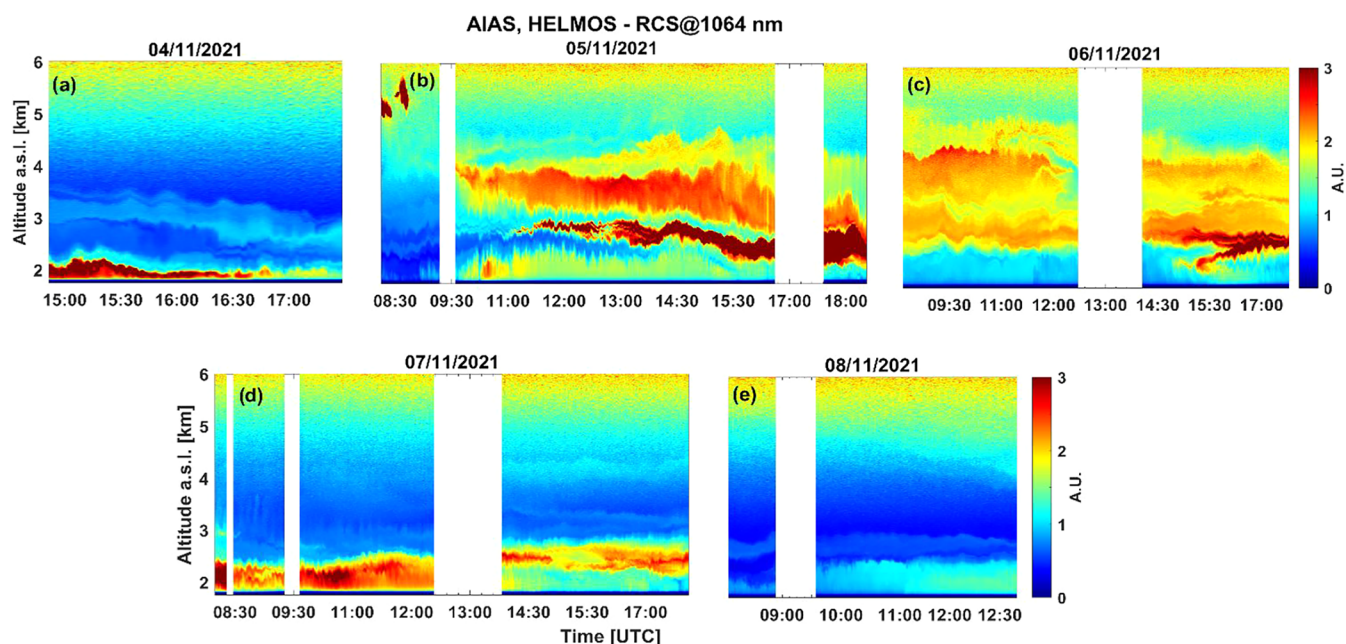 AIAS, HELMOS - RCS@1064 nm
04/11/2021 05/11/2021 06/11/2021
(a) (b) (c)
Altitude a.s.l. [km]
6
5
4
3
2
15:00 15:30 16:00 16:30 17:00
08:30 09:30 11:00 12:00 13:00 14:30 15:30 17:00 18:00
09:30 11:00 12:00 13:00 14:30 15:30 17:00
3
2
1
0
A.U.
07/11/2021 08/11/2021
(d) (e)
Altitude a.s.l. [km]
6
5
4
3
2
08:30 09:30 11:00 12:00 13:00 14:30 15:30 17:00
09:00 10:00 11:00 12:00 12:30
3
2
1
0
A.U.
Time [UTC]